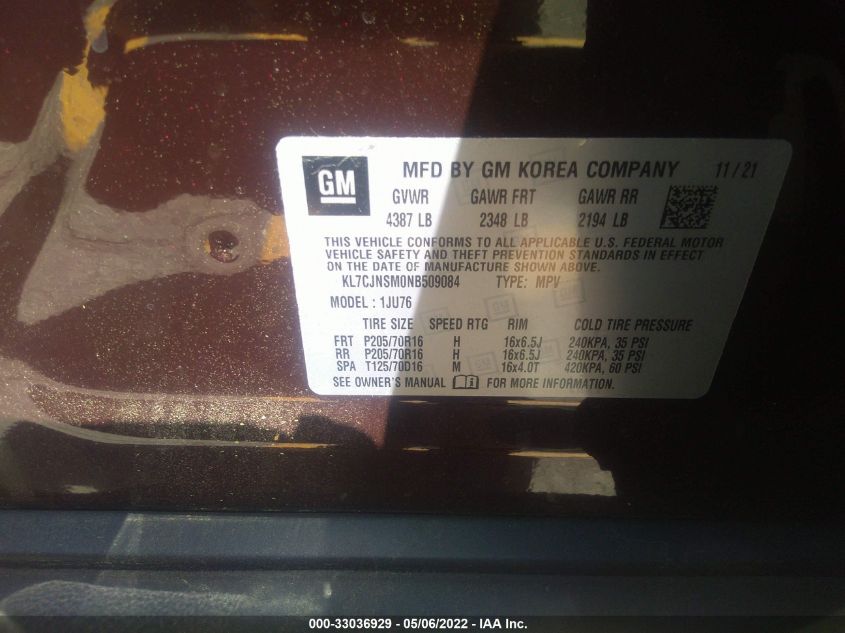 GM
MFD BY GM KOREA COMPANY 11/21
GVWR GAWR FRT GAWR RR
4387 LB 2348 LB 2194 LB
THIS VEHICLE CONFORMS TO ALL APPLICABLE U.S. FEDERAL MOTOR
VEHICLE SAFETY AND THEFT PREVENTION STANDARDS IN EFFECT
ON THE DATE OF MANUFACTURE SHOWN ABOVE.
KL7CJNSM0NB509084 TYPE: MPV
MODEL : 1JU76
TIRE SIZE SPEED RTG RIM COLD TIRE PRESSURE
FRT P205/70R16 H 16x6.5J 240KPA, 35 PSI
RR P205/70R16 H 16x6.5J 240KPA, 35 PSI
SPA T125/70D16 M 16x4.0T 420KPA, 60 PSI
SEE OWNER'S MANUAL FOR MORE INFORMATION.
000-33036929 - 05/06/2022 - IAA Inc.